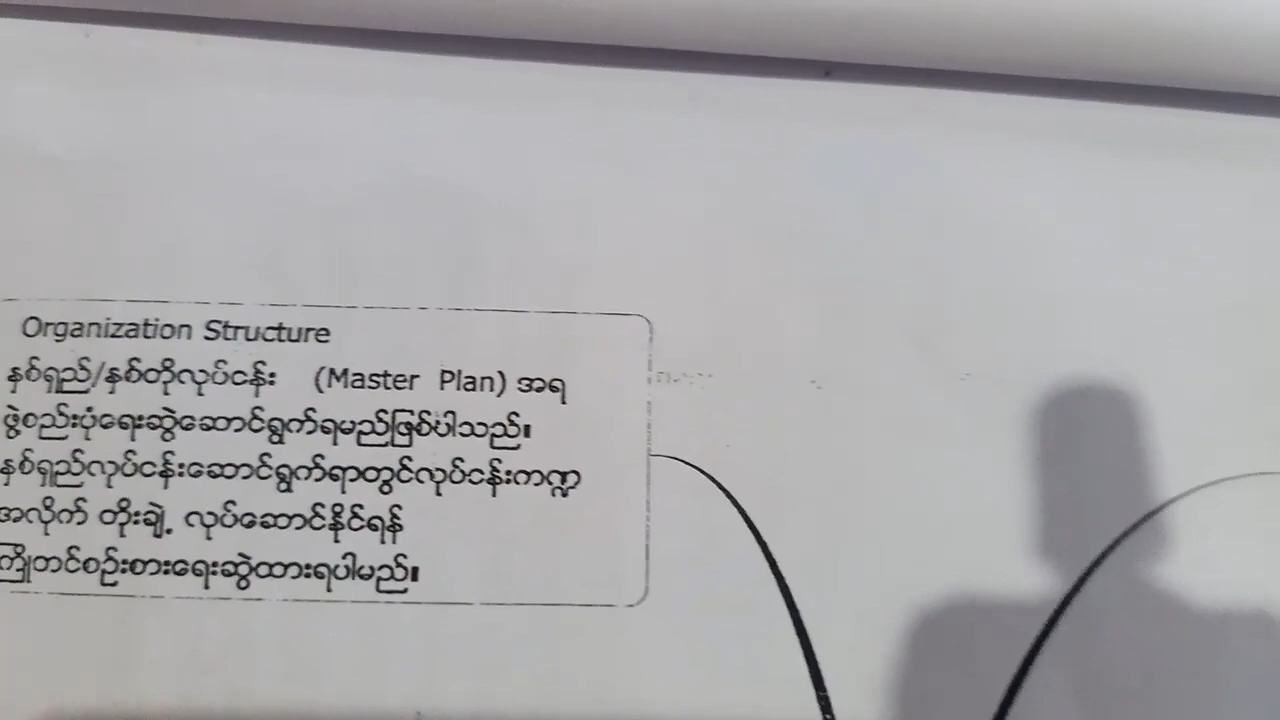 Organization Structure
နှစ်ရှည်/နှစ်တိုလုပ်ငန်း (Master Plan) အရ
ဖွဲ့စည်းပုံရေးဆွဲဆောင်ရွက်ရမည်ဖြစ်ပါသည်။
နှစ်ရှည်လုပ်ငန်းဆောင်ရွက်ရာတွင်လုပ်ငန်းကဏ္ဍ
အလိုက် တိုးချဲ့ လုပ်ဆောင်နိုင်ရန်
ကြိုတင်စဉ်းစားရေးဆွဲထားရပါမည်။